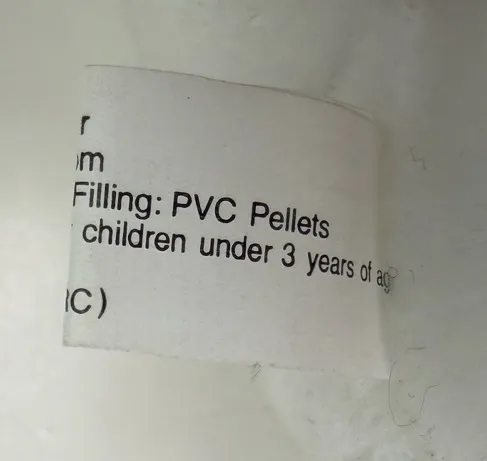 r
m
Filling: PVC Pellets
children under 3 years of ag
C)